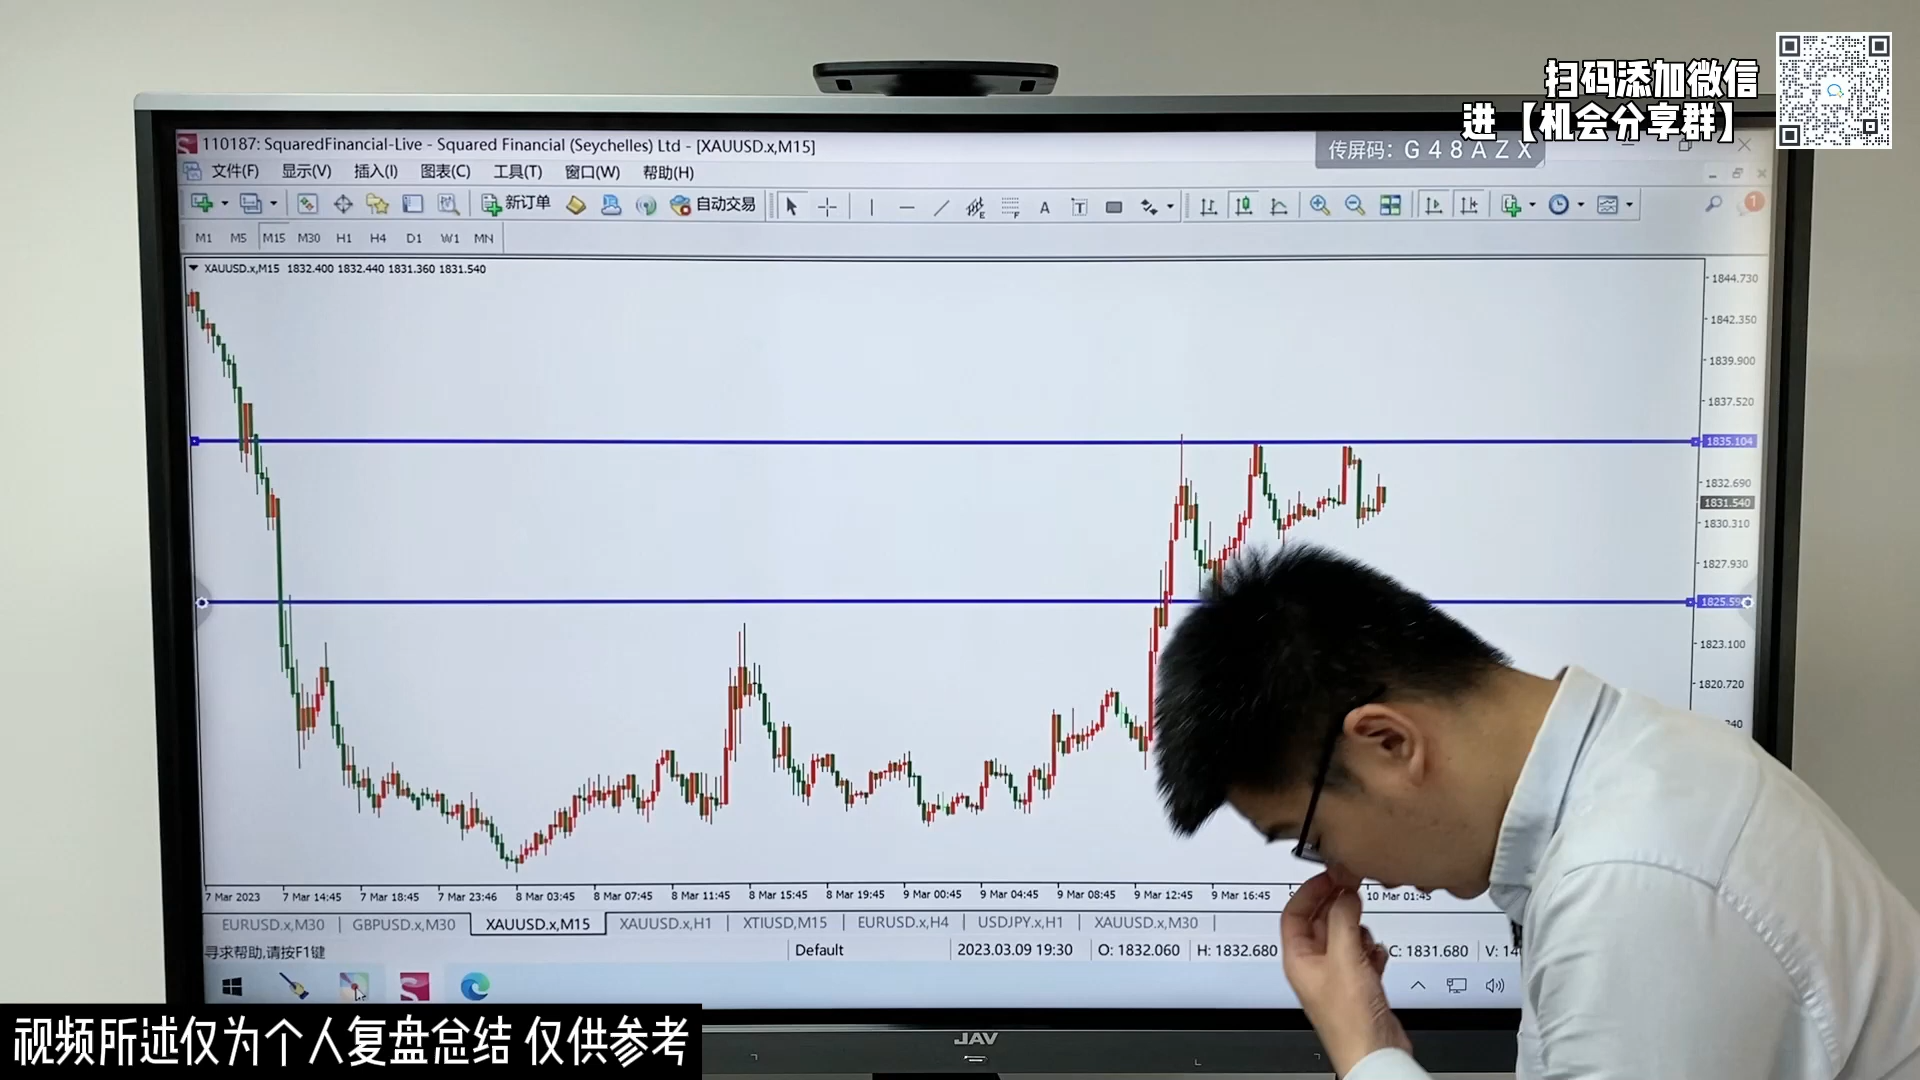 扫码添加微信
进【机会分享群】
110187: SquaredFinancial-Live - Squared Financial (Seychelles) Ltd - [XAUUSD.x,M15]
传屏码: G48AZX
文件(F) 显示(V) 插入(I) 图表(C) 工具(T) 窗口(W) 帮助(H)
新订单 自动交易 A T 1
M1 M5 M15 M30 H1 H4 D1 W1 MN
XAUUSD.x,M15 1832.400 1832.440 1831.360 1831.540
1844.730
1842.350
1839.900
1837.520
1835.104
1832.690
1831.540
1830.310
1827.930
1825.59
1823.100
1820.720
7 Mar 2023 7 Mar 14:45 7 Mar 18:45 7 Mar 23:46 8 Mar 03:45 8 Mar 07:45 8 Mar 11:45 8 Mar 15:45 8 Mar 19:45 9 Mar 00:45 9 Mar 04:45 9 Mar 08:45 9 Mar 12:45 9 Mar 16:45 10 Mar 01:45
EURUSD.x,M30 GBPUSD.x,M30 XAUUSD.x,M15 XAUUSD.x,H1 XTIUSD,M15 EURUSD.x,H4 USDJPY.x,H1 XAUUSD.x,M30
寻求帮助,请按F1键 Default 2023.03.09 19:30 O: 1832.060 H: 1832.680 C: 1831.680 V: 14
JAV
视频所述仅为个人复盘总结 仅供参考